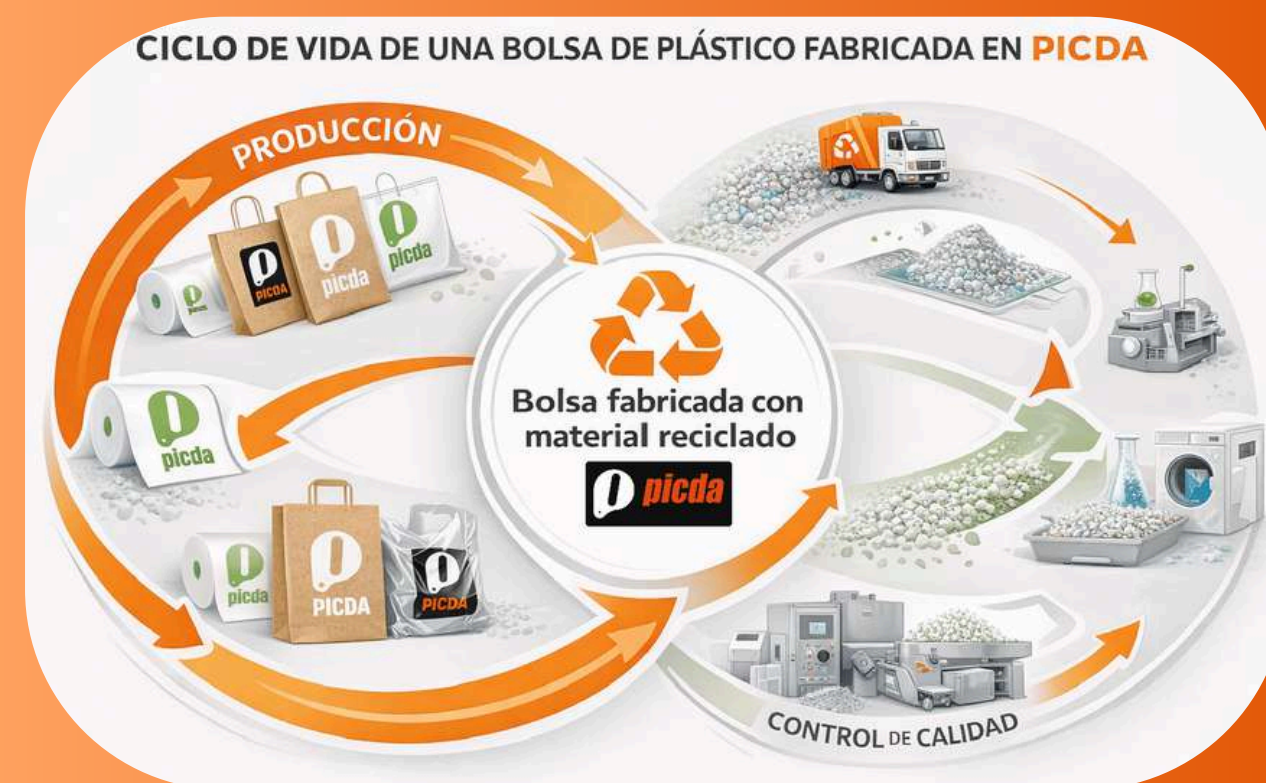 CICLO DE VIDA DE UNA BOLSA DE PLÁSTICO FABRICADA EN PICDA
PRODUCCIÓN
PICDA
picda
picda
picda
Bolsa fabricada con
material reciclado
picda
picda
PICDA
PICDA
CONTROL DE CALIDAD